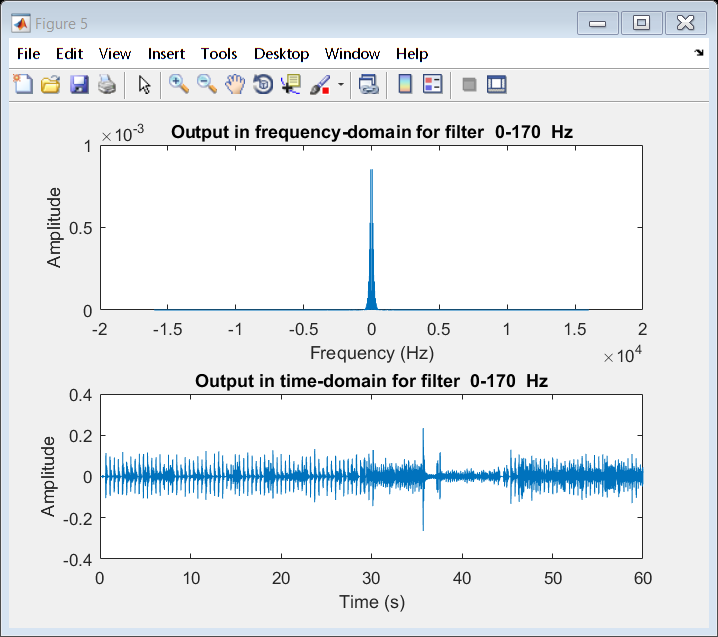 Figure 5
File Edit View Insert Tools Desktop Window Help
×10^-3
Output in frequency-domain for filter  0-170  Hz
1
0.5
0
Amplitude
-2 -1.5 -1 -0.5 0 0.5 1 1.5 2
Frequency (Hz)
×10^4
Output in time-domain for filter  0-170  Hz
0.4
0.2
0
-0.2
-0.4
Amplitude
0 10 20 30 40 50 60
Time (s)